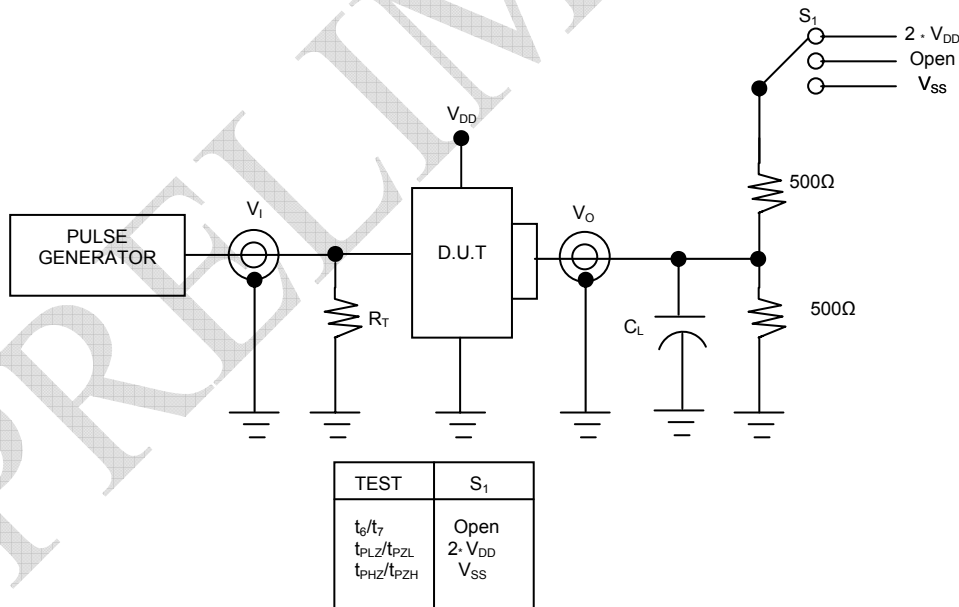 PRELIM
S1
2 · VDD
Open
VSS
VDD
500Ω
VI
VO
PULSE
GENERATOR
D.U.T
RT
CL
500Ω
TEST S1
t6/t7 Open
tPLZ/tPZL 2· VDD
tPHZ/tPZH VSS